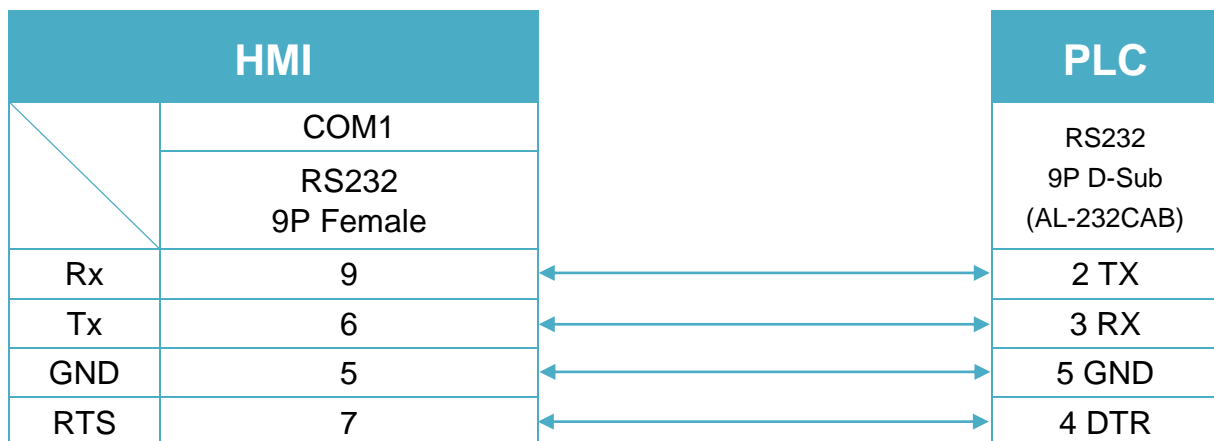 HMI PLC
COM1
RS232
9P Female
RS232
9P D-Sub
(AL-232CAB)
Rx 9 2 TX
Tx 6 3 RX
GND 5 5 GND
RTS 7 4 DTR